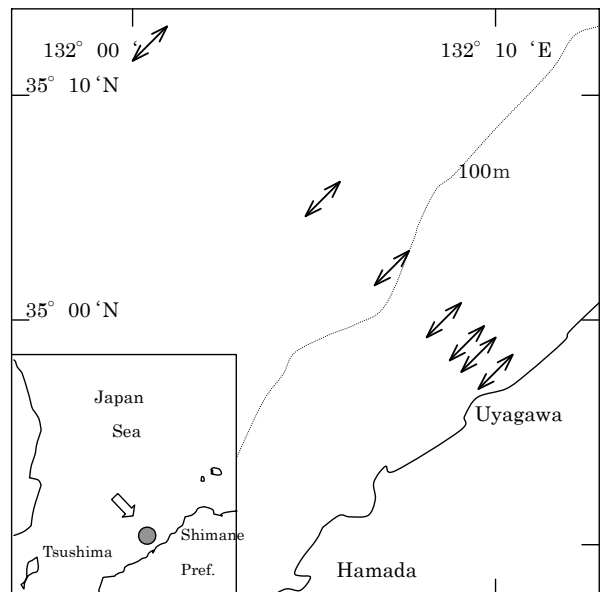 132° 00 ‘
132° 10 ‘E
35° 10 ‘N
100m
35° 00 ‘N
Japan
Sea
Uyagawa
Shimane
Tsushima
Pref.
Hamada